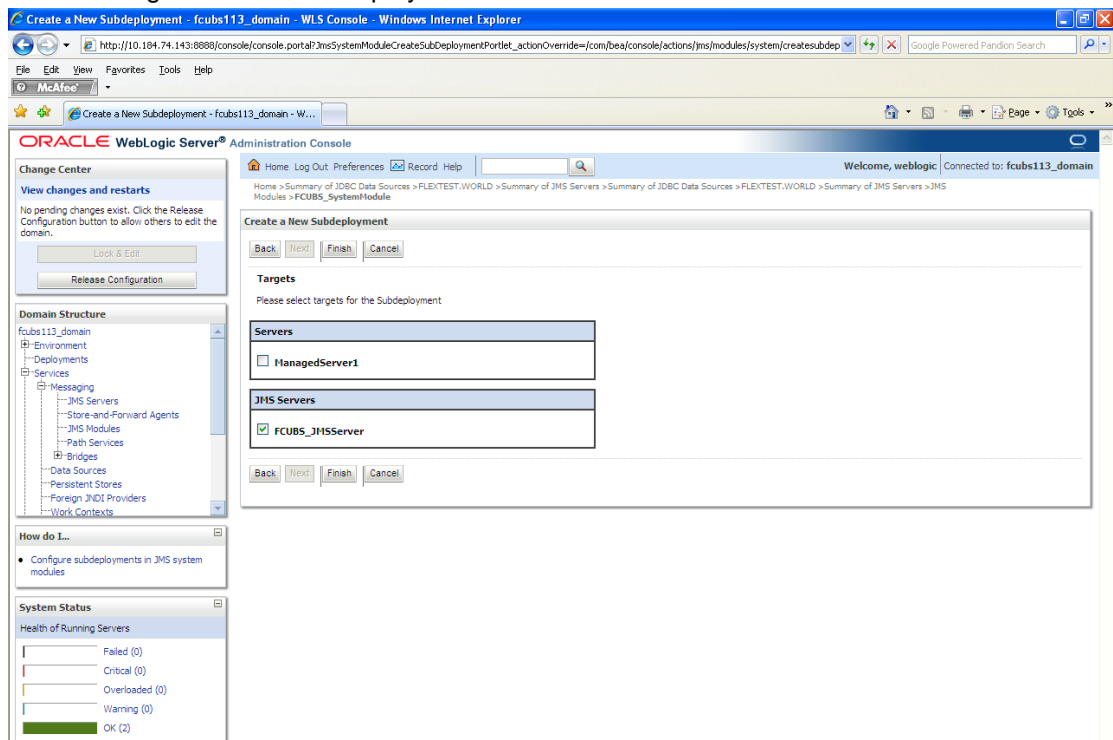 Create a New Subdeployment - fcubs113_domain - WLS Console - Windows Internet Explorer
http://10.184.74.143:8888/console/console.portal?JmsSystemModuleCreateSubDeploymentPortlet_actionOverride=/com/bea/console/actions/jms/modules/system/createsubdep
Google Powered Pandion Search
File Edit View Favorites Tools Help
McAfee
Create a New Subdeployment - fcubs113_domain - W...
Page Tools
ORACLE WebLogic Server® Administration Console
Change Center
View changes and restarts
No pending changes exist. Click the Release
Configuration button to allow others to edit the
domain.
Lock & Edit
Release Configuration
Domain Structure
fcubs113_domain
Environment
Deployments
Services
Messaging
JMS Servers
Store-and-Forward Agents
JMS Modules
Path Services
Bridges
Data Sources
Persistent Stores
Foreign JNDI Providers
Work Contexts
How do I...
Configure subdeployments in JMS system
modules
System Status
Health of Running Servers
Failed (0)
Critical (0)
Overloaded (0)
Warning (0)
OK (2)
Home Log Out Preferences Record Help
Welcome, weblogic Connected to: fcubs113_domain
Home >Summary of JDBC Data Sources >FLEXTEST.WORLD >Summary of JMS Servers >Summary of JDBC Data Sources >FLEXTEST.WORLD >Summary of JMS Servers >JMS
Modules >FCUBS_SystemModule
Create a New Subdeployment
Back Next Finish Cancel
Targets
Please select targets for the Subdeployment
Servers
ManagedServer1
JMS Servers
FCUBS_JMSServer
Back Next Finish Cancel